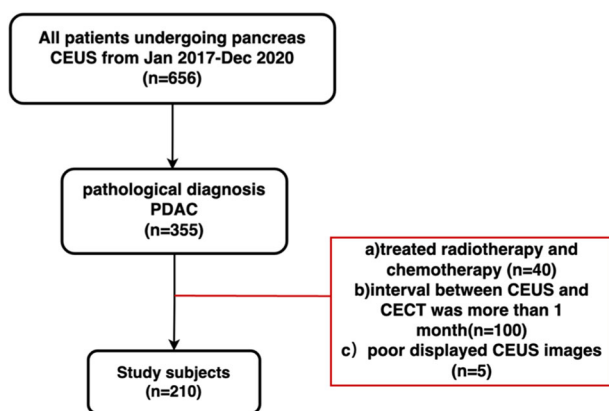 All patients undergoing pancreas
CEUS from Jan 2017-Dec 2020
(n=656)
pathological diagnosis
PDAC
(n=355)
a)treated radiotherapy and
chemotherapy (n=40)
b)interval between CEUS and
CECT was more than 1
month(n=100)
c) poor displayed CEUS images
(n=5)
Study subjects
(n=210)